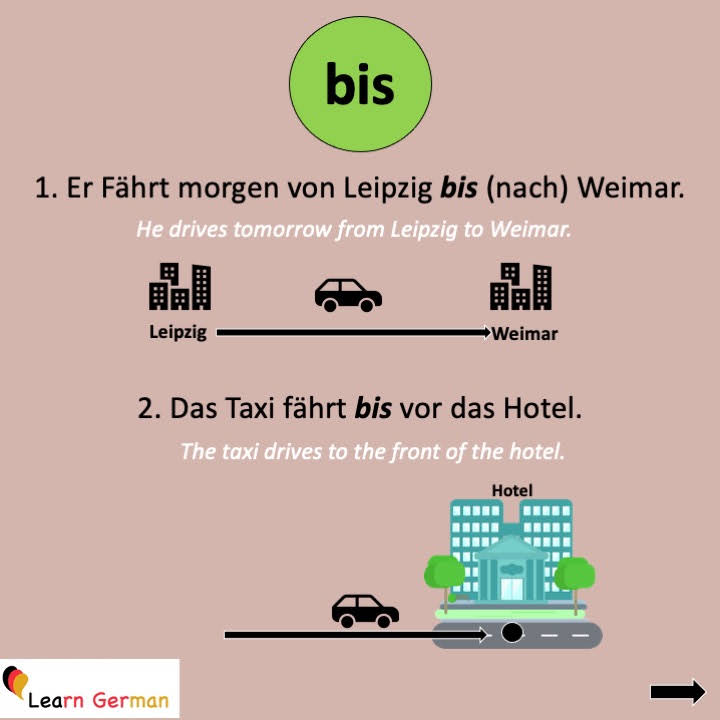 bis
1. Er Fährt morgen von Leipzig bis (nach) Weimar.
He drives tomorrow from Leipzig to Weimar.
Leipzig
Weimar
2. Das Taxi fährt bis vor das Hotel.
The taxi drives to the front of the hotel.
Hotel
Learn German